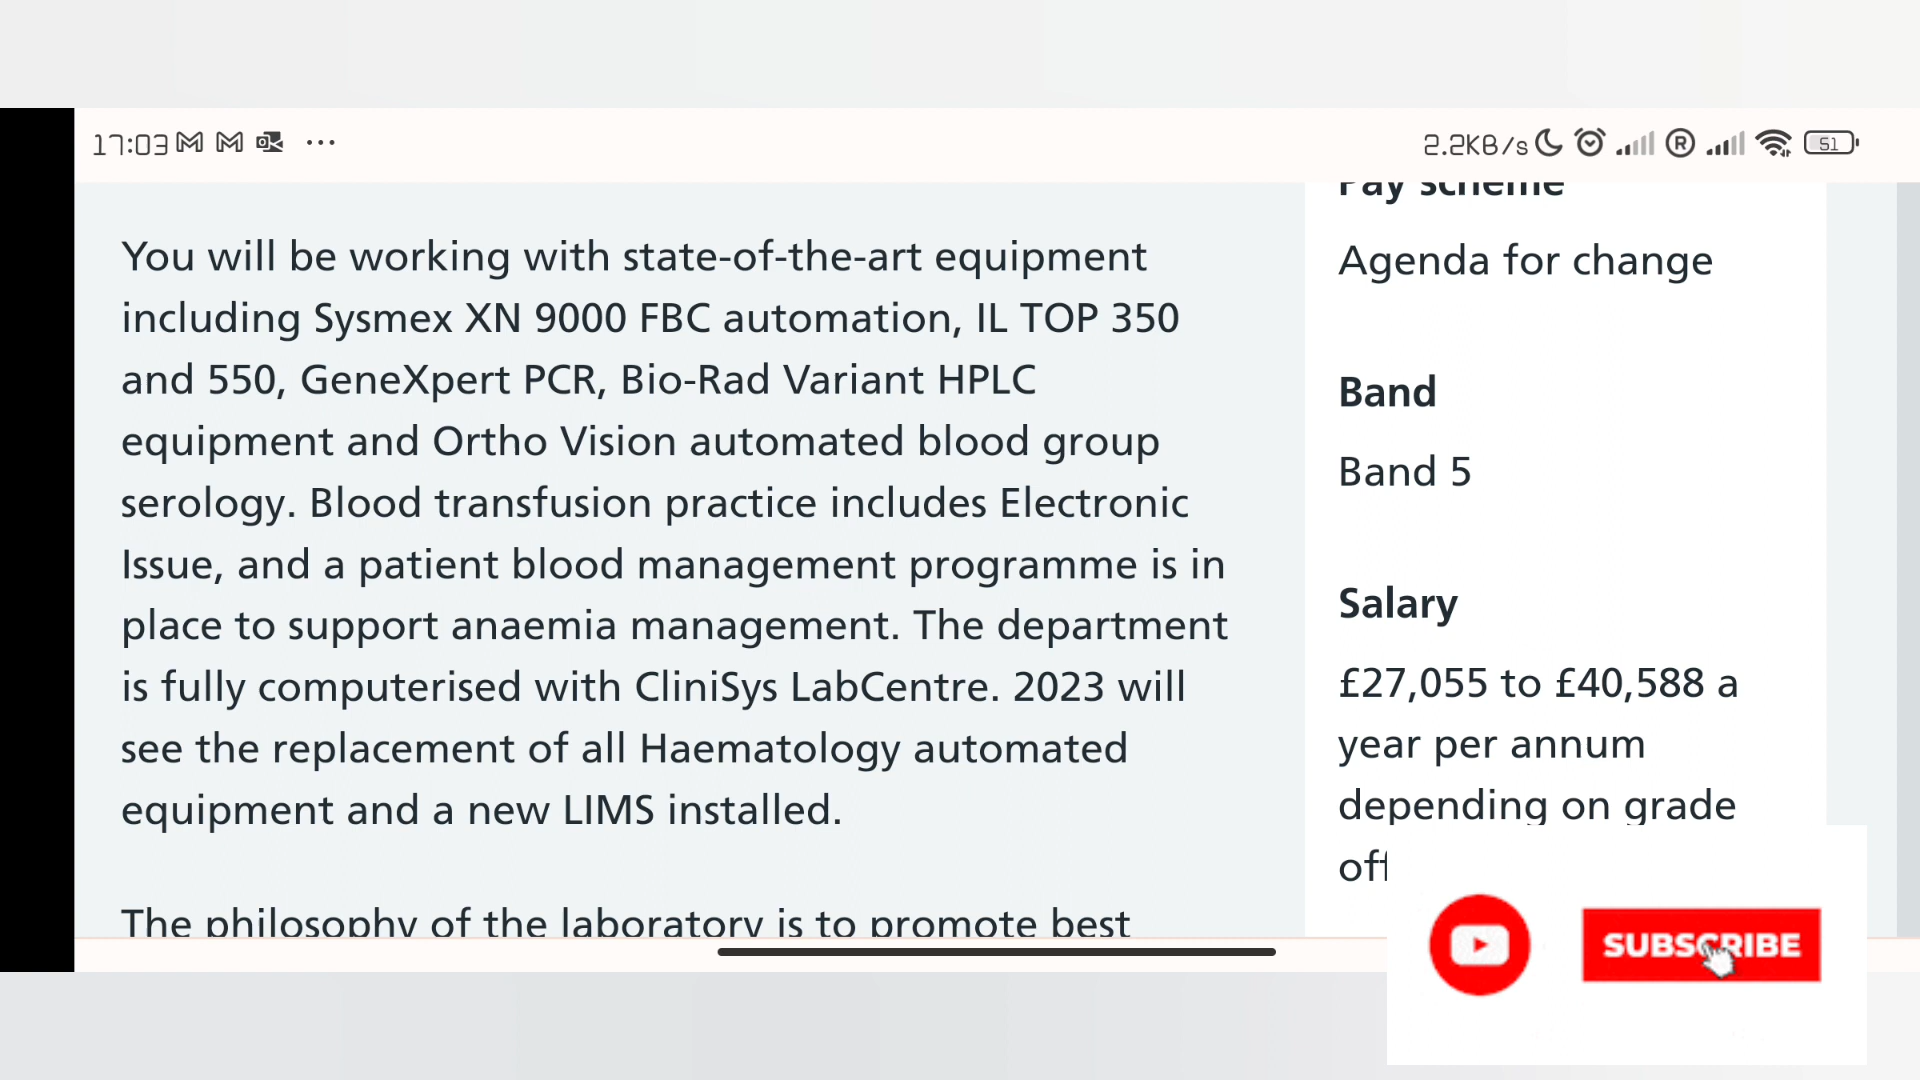 17:03
2.2KB/s
R
51
You will be working with state-of-the-art equipment
including Sysmex XN 9000 FBC automation, IL TOP 350
and 550, GeneXpert PCR, Bio-Rad Variant HPLC
equipment and Ortho Vision automated blood group
serology. Blood transfusion practice includes Electronic
Issue, and a patient blood management programme is in
place to support anaemia management. The department
is fully computerised with CliniSys LabCentre. 2023 will
see the replacement of all Haematology automated
equipment and a new LIMS installed.
The philosophy of the laboratory is to promote best
Pay scheme
Agenda for change
Band
Band 5
Salary
£27,055 to £40,588 a
year per annum
depending on grade
SUBSCRIBE